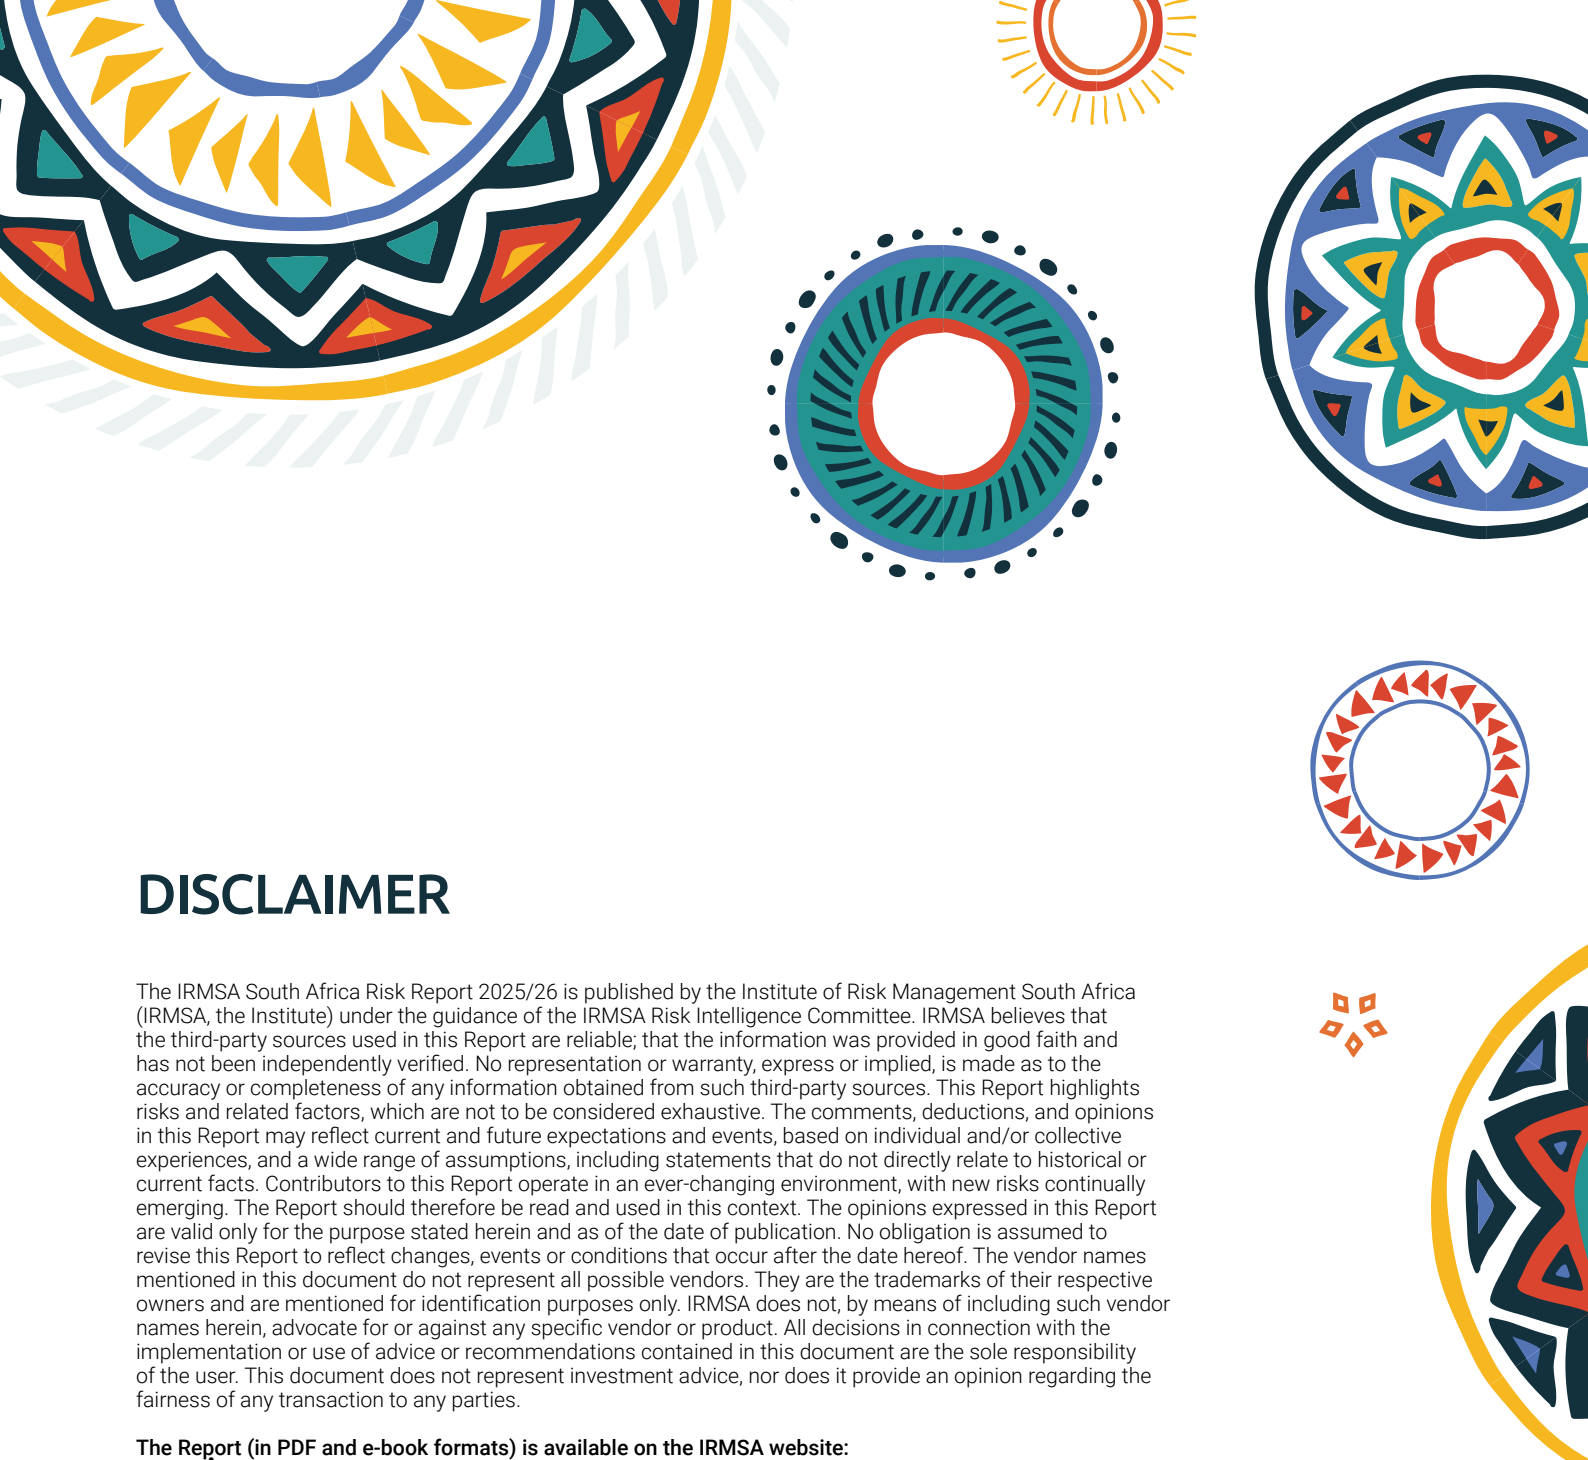 DISCLAIMER
The IRMSA South Africa Risk Report 2025/26 is published by the Institute of Risk Management South Africa
(IRMSA, the Institute) under the guidance of the IRMSA Risk Intelligence Committee. IRMSA believes that
the third-party sources used in this Report are reliable; that the information was provided in good faith and
has not been independently verified. No representation or warranty, express or implied, is made as to the
accuracy or completeness of any information obtained from such third-party sources. This Report highlights
risks and related factors, which are not to be considered exhaustive. The comments, deductions, and opinions
in this Report may reflect current and future expectations and events, based on individual and/or collective
experiences, and a wide range of assumptions, including statements that do not directly relate to historical or
current facts. Contributors to this Report operate in an ever-changing environment, with new risks continually
emerging. The Report should therefore be read and used in this context. The opinions expressed in this Report
are valid only for the purpose stated herein and as of the date of publication. No obligation is assumed to
revise this Report to reflect changes, events or conditions that occur after the date hereof. The vendor names
mentioned in this document do not represent all possible vendors. They are the trademarks of their respective
owners and are mentioned for identification purposes only. IRMSA does not, by means of including such vendor
names herein, advocate for or against any specific vendor or product. All decisions in connection with the
implementation or use of advice or recommendations contained in this document are the sole responsibility
of the user. This document does not represent investment advice, nor does it provide an opinion regarding the
fairness of any transaction to any parties.
The Report (in PDF and e-book formats) is available on the IRMSA website: